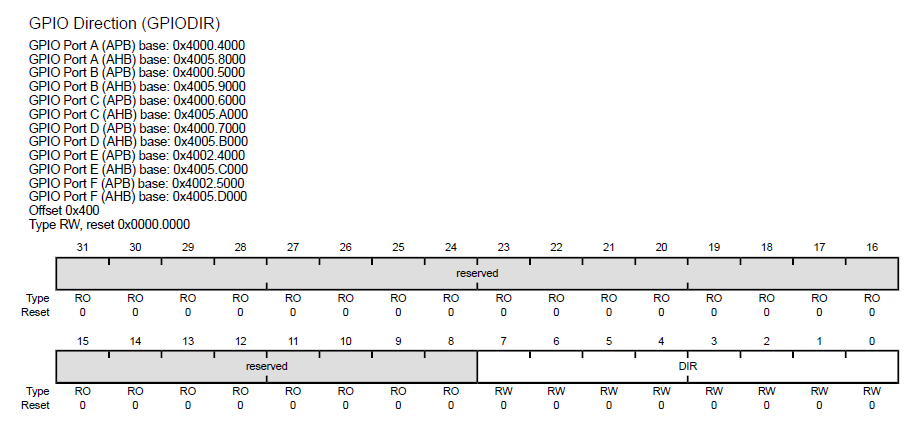 GPIO Direction (GPIODIR)
GPIO Port A (APB) base: 0x4000.4000
GPIO Port A (AHB) base: 0x4005.8000
GPIO Port B (APB) base: 0x4000.5000
GPIO Port B (AHB) base: 0x4005.9000
GPIO Port C (APB) base: 0x4000.6000
GPIO Port C (AHB) base: 0x4005.A000
GPIO Port D (APB) base: 0x4000.7000
GPIO Port D (AHB) base: 0x4005.B000
GPIO Port E (APB) base: 0x4002.4000
GPIO Port E (AHB) base: 0x4005.C000
GPIO Port F (APB) base: 0x4002.5000
GPIO Port F (AHB) base: 0x4005.D000
Offset 0x400
Type RW, reset 0x0000.0000
31 30 29 28 27 26 25 24 23 22 21 20 19 18 17 16
reserved
Type RO RO RO RO RO RO RO RO RO RO RO RO RO RO RO RO
Reset 0 0 0 0 0 0 0 0 0 0 0 0 0 0 0 0
15 14 13 12 11 10 9 8 7 6 5 4 3 2 1 0
reserved DIR
Type RO RO RO RO RO RO RO RO RW RW RW RW RW RW RW RW
Reset 0 0 0 0 0 0 0 0 0 0 0 0 0 0 0 0